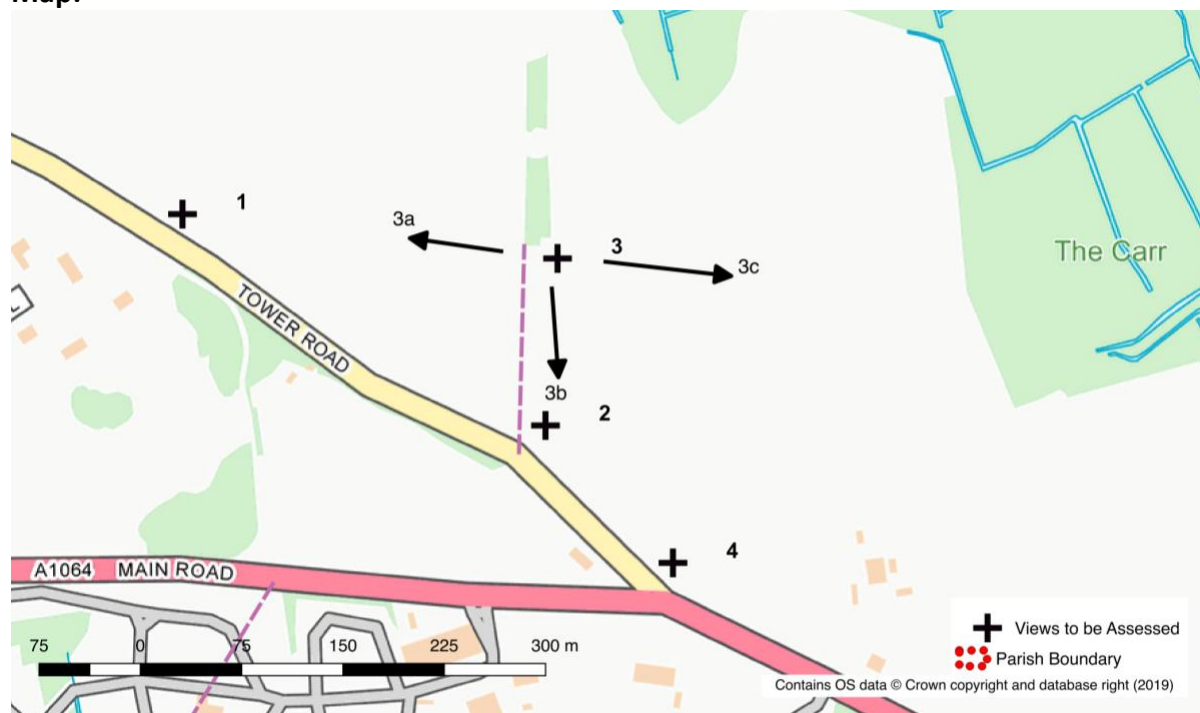 1
3a
3
3c
The Carr
TOWER ROAD
3b
2
4
A1064 MAIN ROAD
75 0 75 150 225 300 m
Views to be Assessed
Parish Boundary
Contains OS data © Crown copyright and database right (2019)